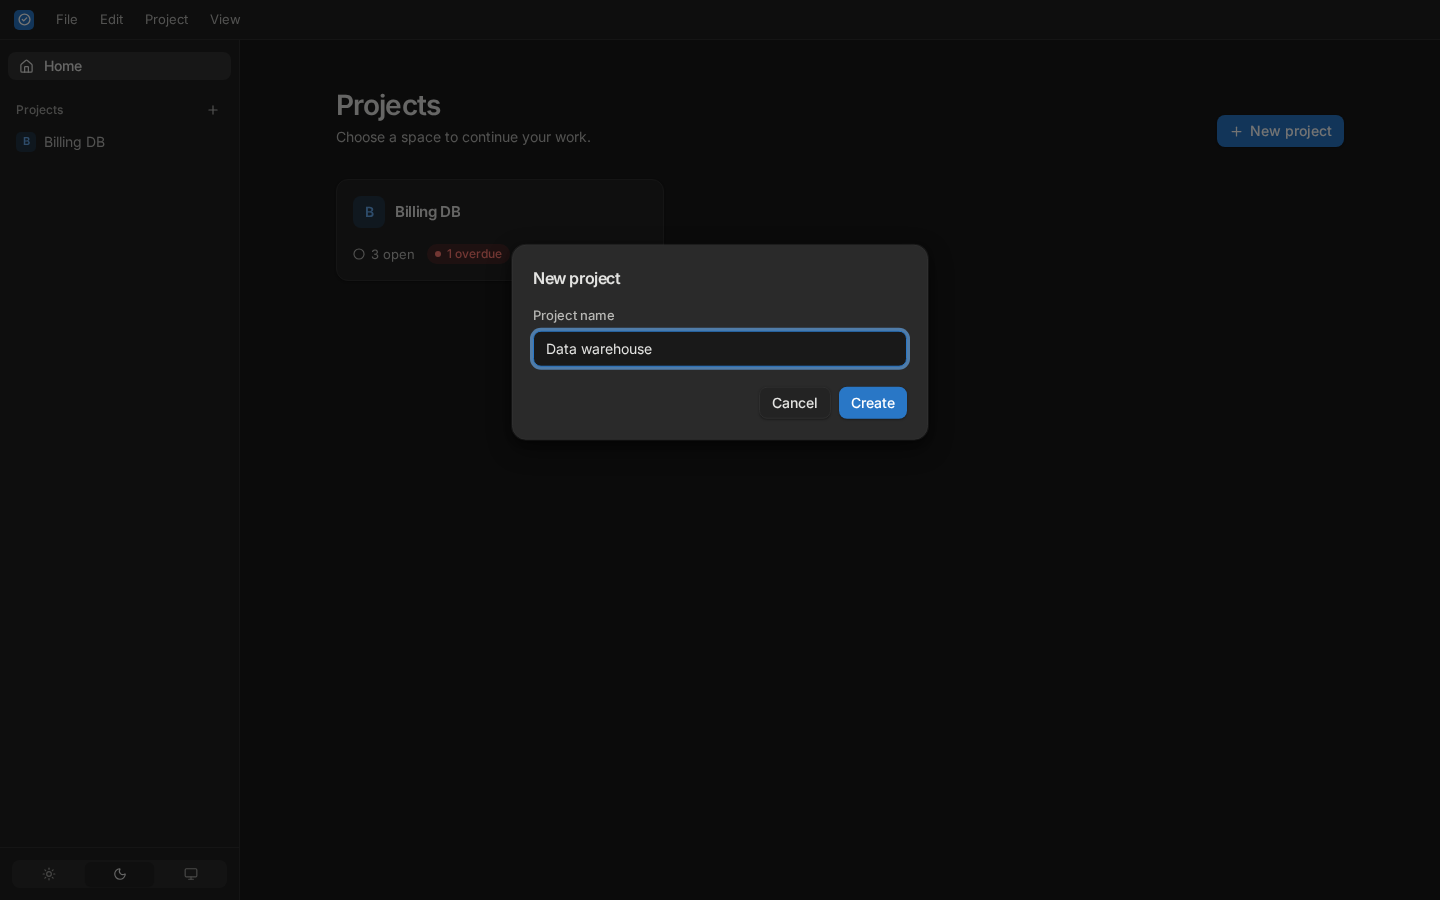 File Edit Project View
Home
Projects
B Billing DB
Projects
Choose a space to continue your work.
New project
B Billing DB
3 open 1 overdue
New project
Project name
Data warehouse
Cancel Create